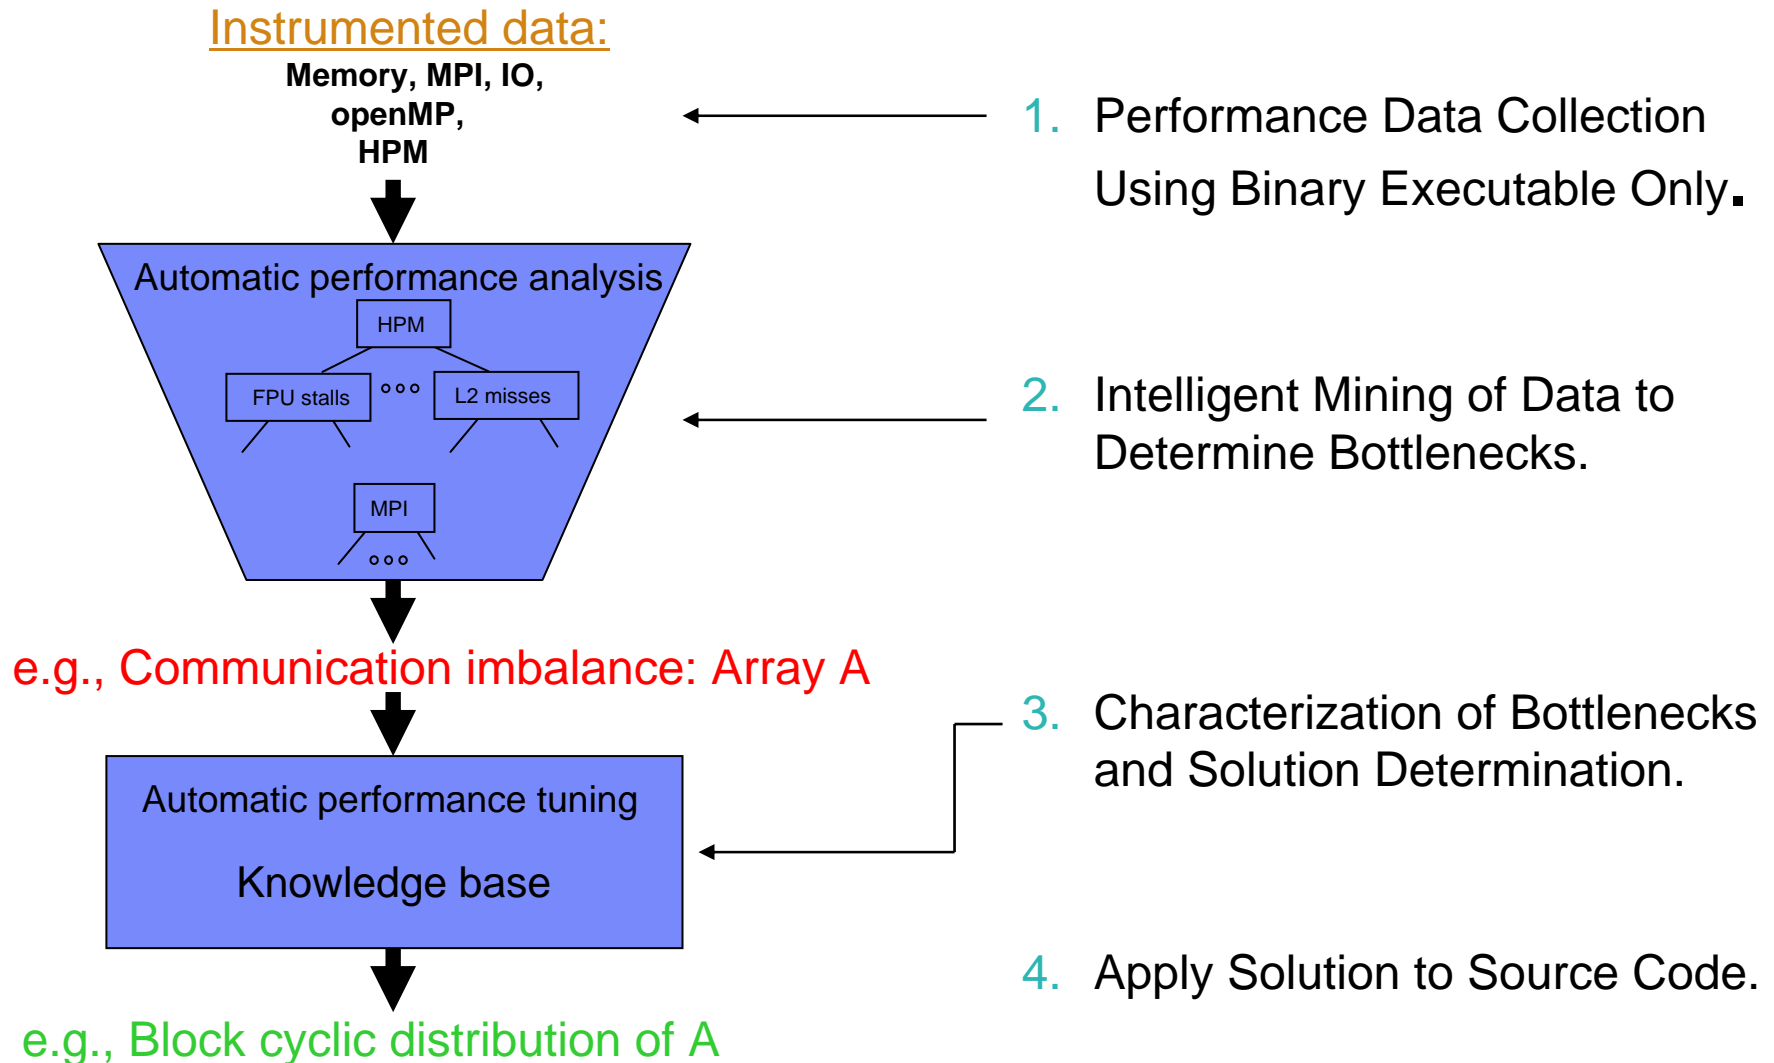 Instrumented data:
Memory, MPI, IO,
openMP,
HPM
Automatic performance analysis
HPM
FPU stalls
L2 misses
MPI
e.g., Communication imbalance: Array A
Automatic performance tuning
Knowledge base
e.g., Block cyclic distribution of A
1. Performance Data Collection
Using Binary Executable Only.
2. Intelligent Mining of Data to
Determine Bottlenecks.
3. Characterization of Bottlenecks
and Solution Determination.
4. Apply Solution to Source Code.